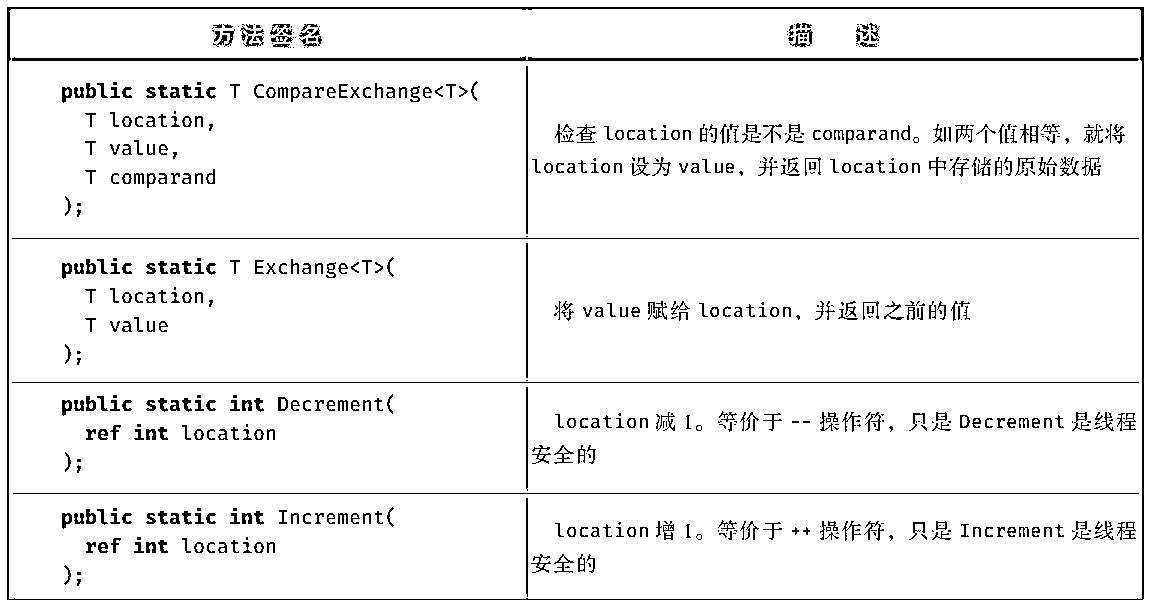 方法签名
描 述
public static T CompareExchange<T>(
T location,
T value,
T comparand
);
检查 location 的值是不是 comparand。如两个值相等，就将
location 设为 value，并返回 location 中存储的原始数据
public static T Exchange<T>(
T location,
T value
);
将 value 赋给 location，并返回之前的值
public static int Decrement(
ref int location
);
location 减 1。等价于 -- 操作符，只是 Decrement 是线程
安全的
public static int Increment(
ref int location
);
location 增 1。等价于 ++ 操作符，只是 Increment 是线程
安全的